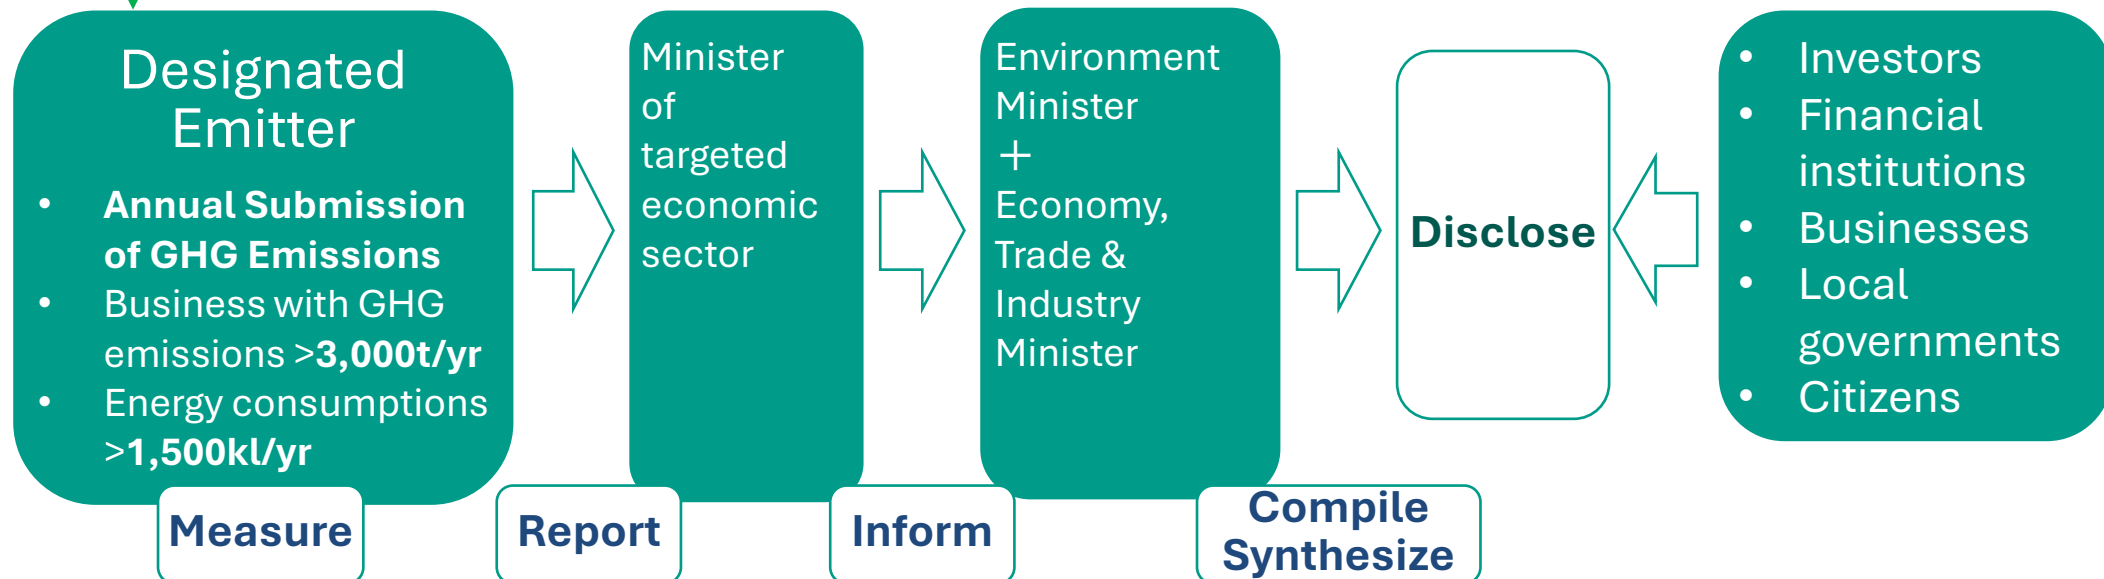 Designated
Emitter
• Annual Submission
of GHG Emissions
• Business with GHG
emissions >3,000t/yr
• Energy consumptions
>1,500kl/yr
Measure
Report
Minister
of
targeted
economic
sector
Inform
Environment
Minister
+
Economy,
Trade &
Industry
Minister
Compile
Synthesize
Disclose
• Investors
• Financial
institutions
• Businesses
• Local
governments
• Citizens